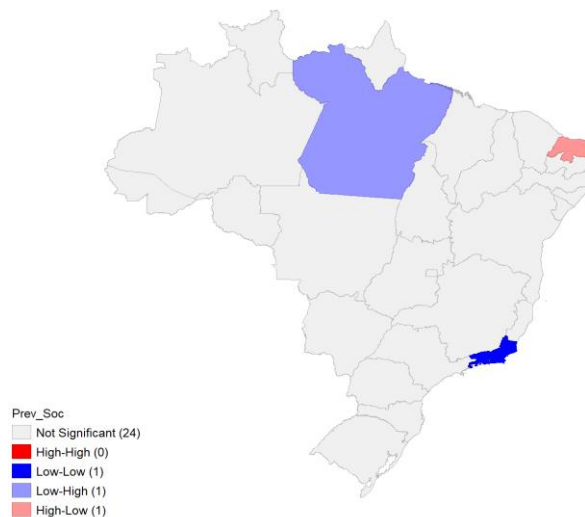 Prev_Soc
Not Significant (24)
High-High (0)
Low-Low (1)
Low-High (1)
High-Low (1)